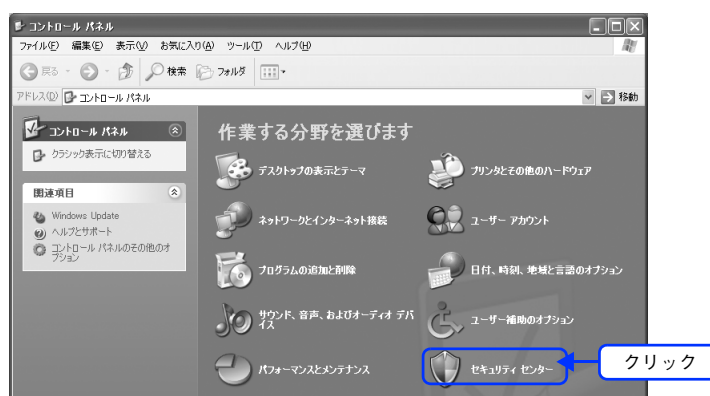 コントロール パネル
ファイル(F) 編集(E) 表示(V) お気に入り(A) ツール(T) ヘルプ(H)
戻る 検索 フォルダ
アドレス(D) コントロール パネル 移動
コントロール パネル
クラシック表示に切り替える
関連項目
Windows Update
ヘルプとサポート
コントロール パネルのその他のオ
プション
作業する分野を選びます
デスクトップの表示とテーマ
プリンタとその他のハードウェア
ネットワークとインターネット接続
ユーザー アカウント
プログラムの追加と削除
日付、時刻、地域と言語のオプション
サウンド、音声、およびオーディオ デバ
イス
ユーザー補助のオプション
パフォーマンスとメンテナンス
セキュリティ センター
クリック